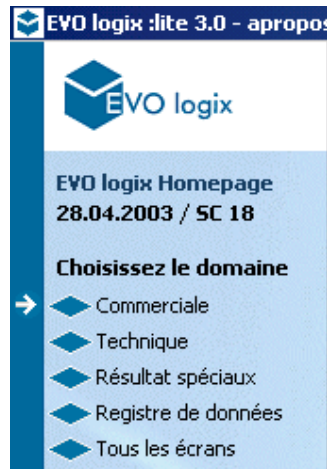 EVO logix :lite 3.0 - apropos
EVO logix
EVO logix Homepage
28.04.2003 / SC 18
Choisissez le domaine
Commerciale
Technique
Résultat spéciaux
Registre de données
Tous les écrans